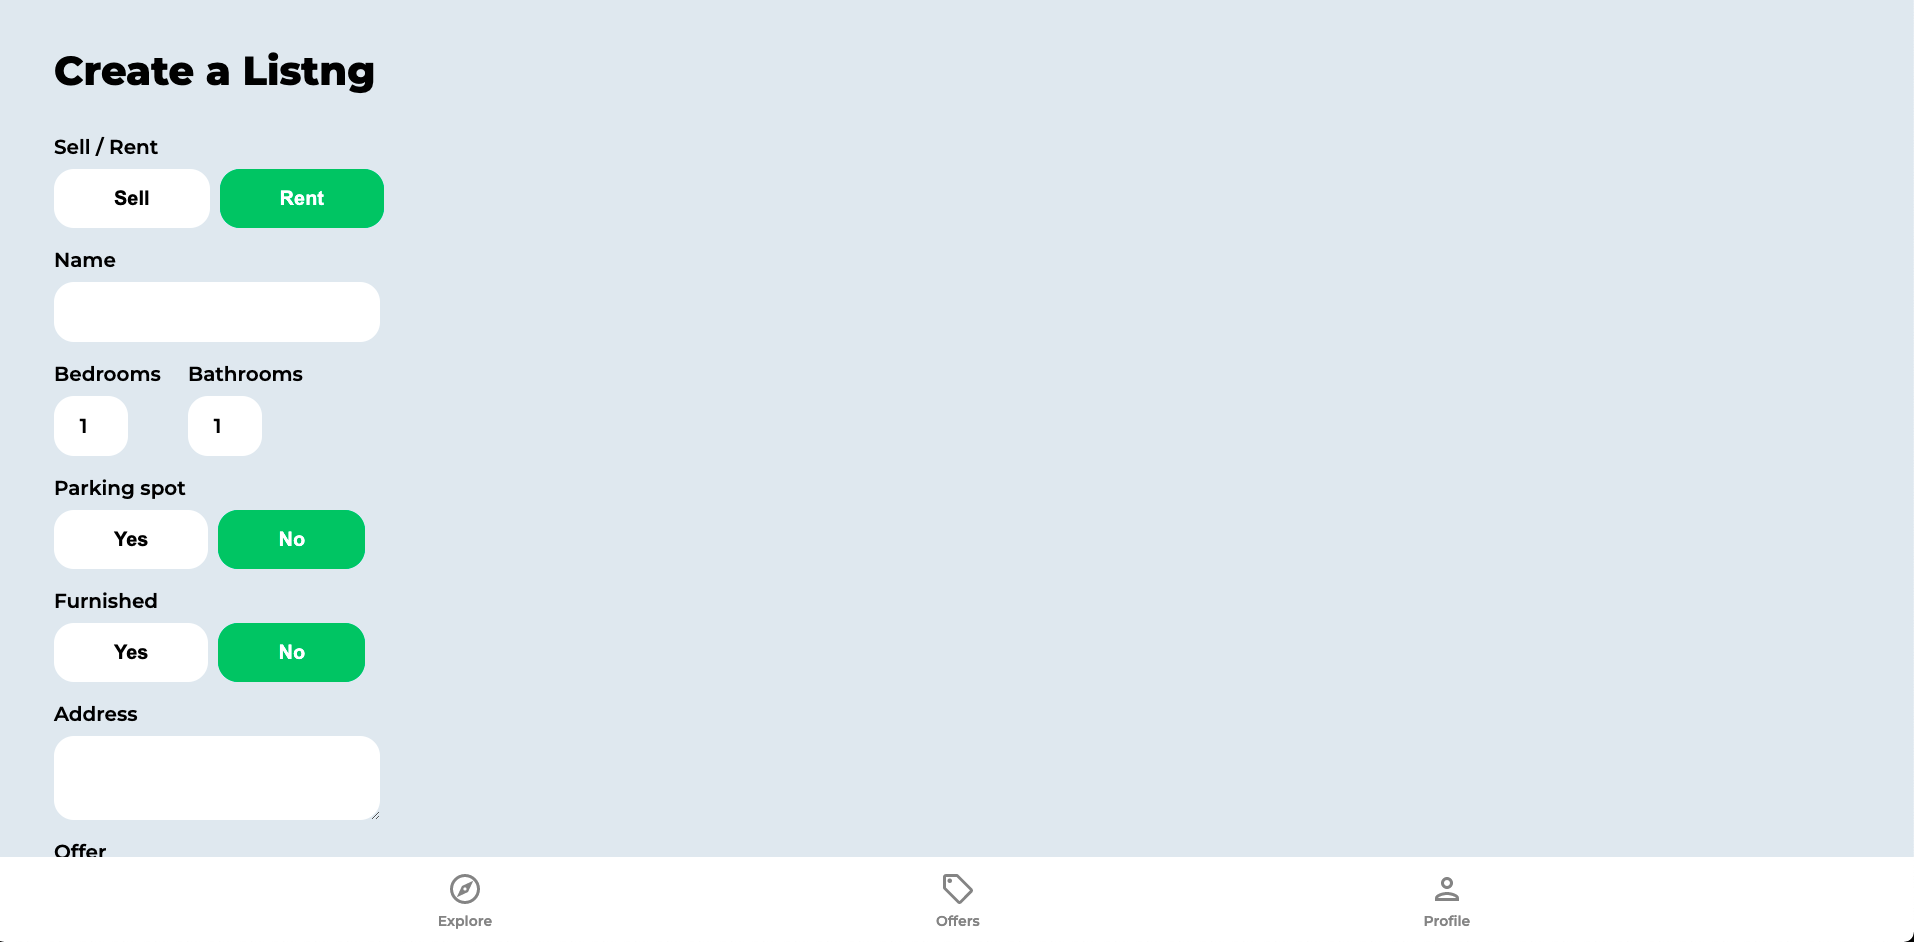 Create a Listng
Sell / Rent
Sell Rent
Name
Bedrooms Bathrooms
1 1
Parking spot
Yes No
Furnished
Yes No
Address
Offer
Explore Offers Profile